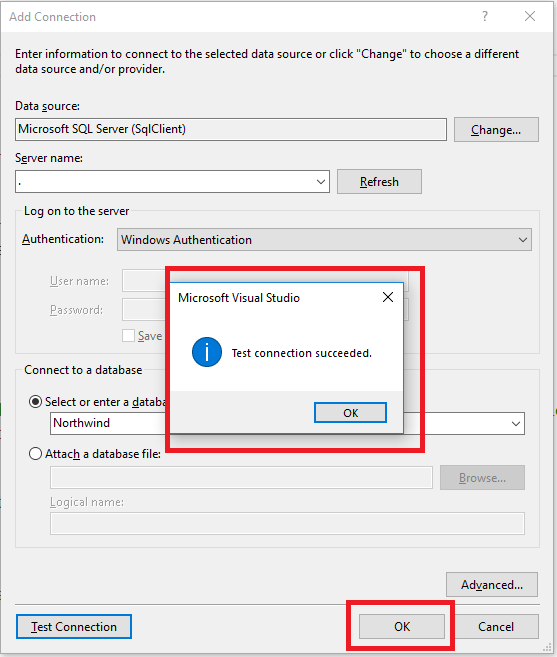 Add Connection
Enter information to connect to the selected data source or click "Change" to choose a different
data source and/or provider.
Data source:
Microsoft SQL Server (SqlClient)
Change...
Server name:
.
Refresh
Log on to the server
Authentication:
Windows Authentication
User name:
Password:
Save
Microsoft Visual Studio
Test connection succeeded.
OK
Connect to a database
Select or enter a databa
Northwind
Attach a database file:
Browse...
Logical name:
Advanced...
Test Connection
OK
Cancel